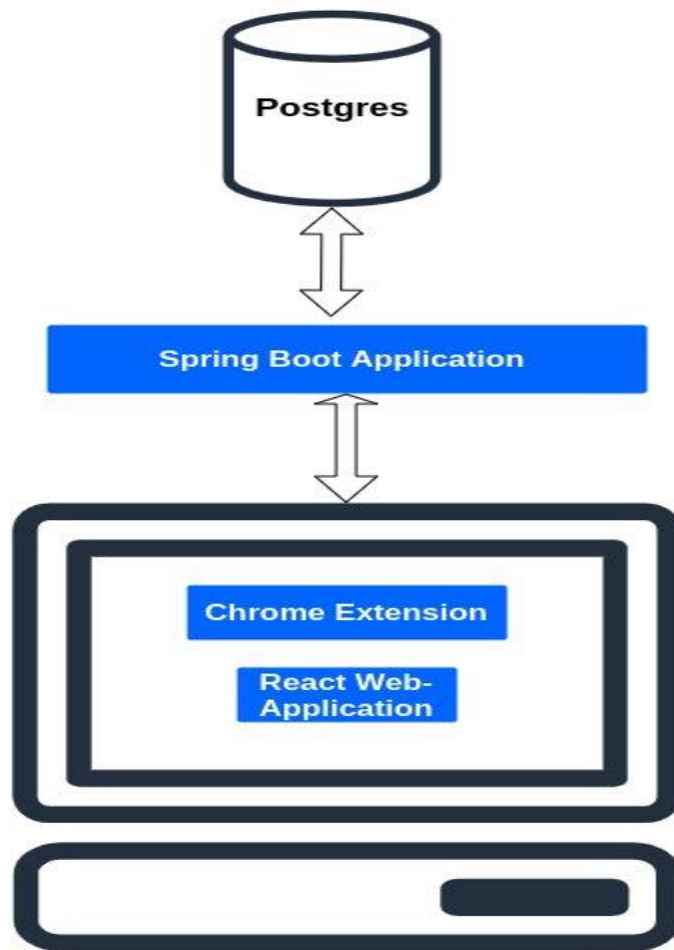 Postgres
Spring Boot Application
Chrome Extension
React Web-
Application